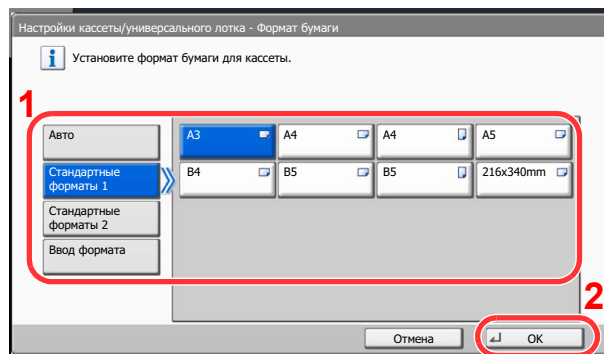 Настройки кассеты/универсального лотка - Формат бумаги
Установите формат бумаги для кассеты.
1
Авто
A3
A4
A4
A5
Стандартные
форматы 1
B4
B5
B5
216x340mm
Стандартные
форматы 2
Ввод формата
2
Отмена
OK